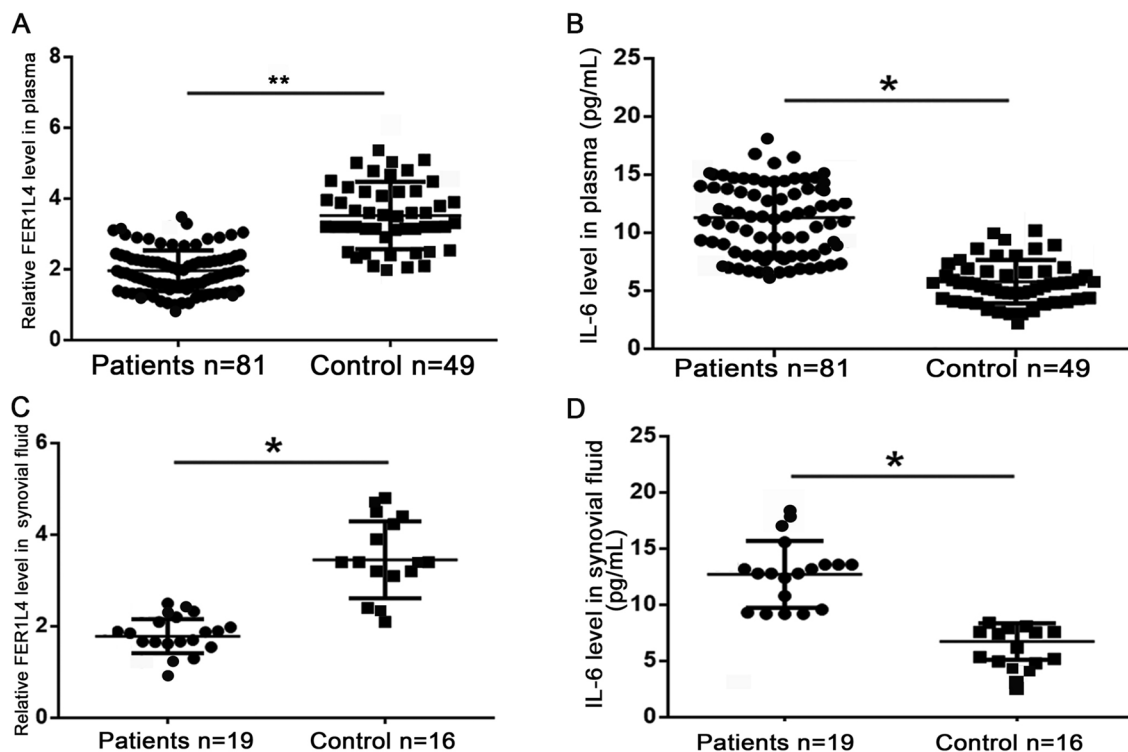 A
Relative FER1L4 level in plasma
8
6
4
2
0
**
Patients n=81
Control n=49
B
IL-6 level in plasma (pg/mL)
25
20
15
10
5
0
*
Patients n=81
Control n=49
C
Relative FER1L4 level in synovial fluid
6
4
2
0
*
Patients n=19
Control n=16
D
IL-6 level in synovial fluid
(pg/mL)
25
20
15
10
5
0
*
Patients n=19
Control n=16